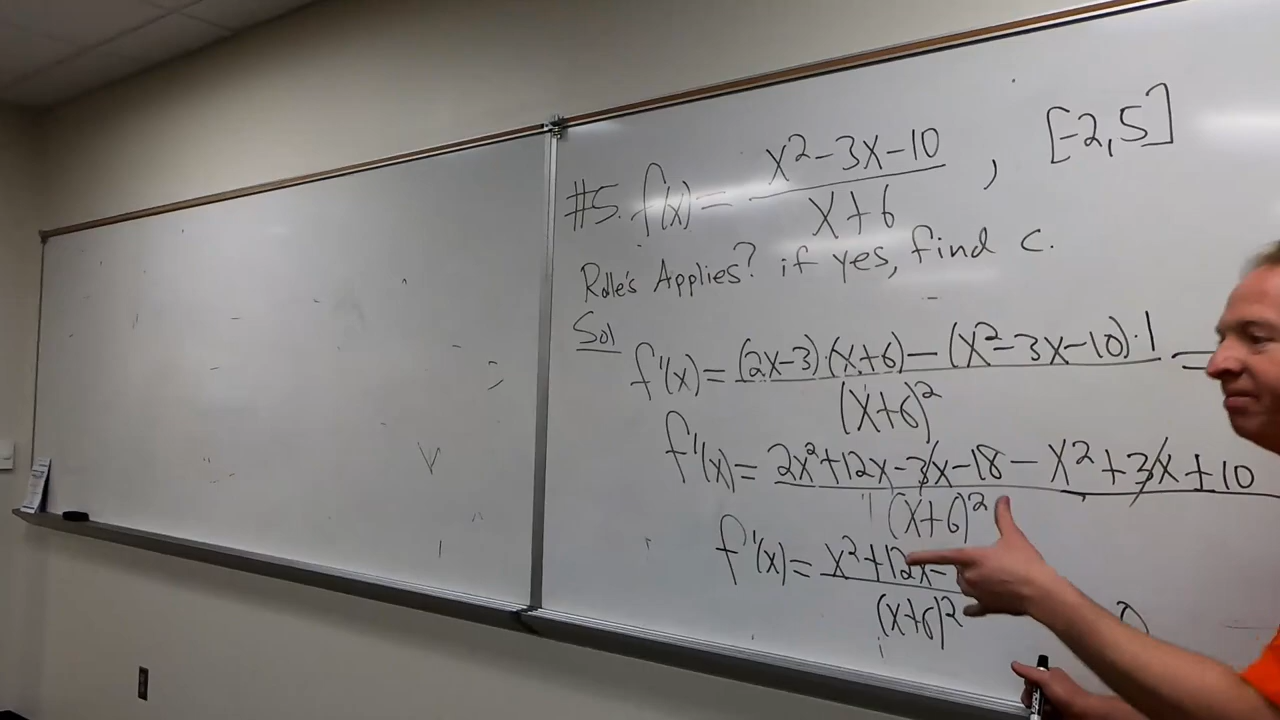 #5. f(x) = (x² - 3x - 10)/(x + 6) , [-2, 5]
Rolle's Applies? if yes, find c.
Sol
f'(x) = ((2x-3)·(x+6) - (x² - 3x - 10)·1)/(x+6)² =
f'(x) = (2x² + 12x - 3x - 18 - x² + 3x + 10)/(x+6)²
f'(x) = (x² + 12x -)/(x+6)²